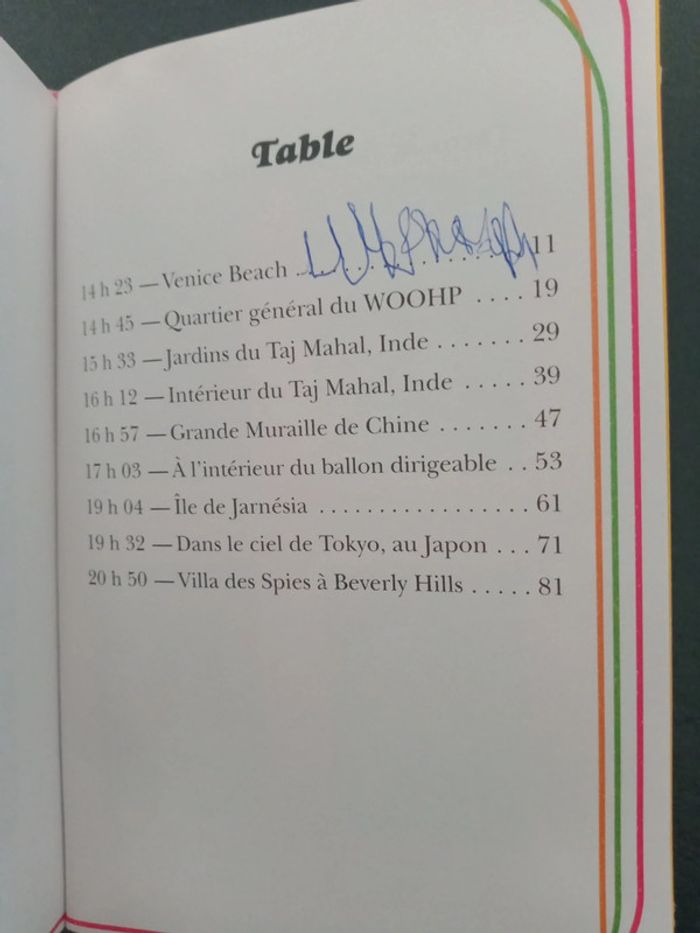 Table
14 h 23 — Venice Beach .................. 11
14 h 45 — Quartier général du WOOHP .... 19
15 h 33 — Jardins du Taj Mahal, Inde ....... 29
16 h 12 — Intérieur du Taj Mahal, Inde ..... 39
16 h 57 — Grande Muraille de Chine ....... 47
17 h 03 — À l'intérieur du ballon dirigeable .. 53
19 h 04 — Île de Jarnésia ................. 61
19 h 32 — Dans le ciel de Tokyo, au Japon ... 71
20 h 50 — Villa des Spies à Beverly Hills ..... 81